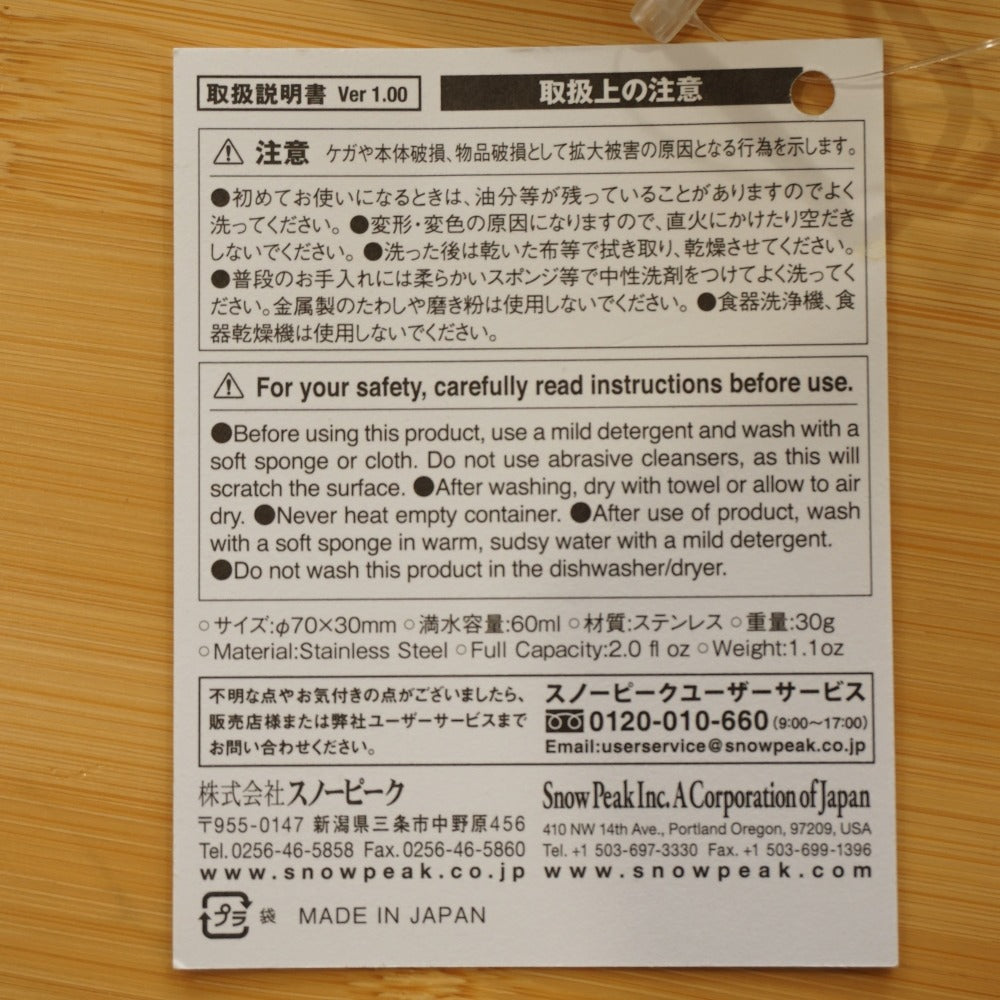 取扱説明書 Ver 1.00
取扱上の注意
⚠ 注意 ケガや本体破損、物品破損として拡大被害の原因となる行為を示します。
●初めてお使いになるときは、油分等が残っていることがありますのでよく
洗ってください。 ●変形・変色の原因になりますので、直火にかけたり空だき
しないでください。 ●洗った後は乾いた布等で拭き取り、乾燥させてください。
●普段のお手入れには柔らかいスポンジ等で中性洗剤をつけてよく洗ってく
ださい。金属製のたわしや磨き粉は使用しないでください。 ●食器洗浄機、食
器乾燥機は使用しないでください。
⚠ For your safety, carefully read instructions before use.
●Before using this product, use a mild detergent and wash with a
soft sponge or cloth. Do not use abrasive cleansers, as this will
scratch the surface. ●After washing, dry with towel or allow to air
dry. ●Never heat empty container. ●After use of product, wash
with a soft sponge in warm, sudsy water with a mild detergent.
●Do not wash this product in the dishwasher/dryer.
○サイズ:φ70×30mm ○満水容量:60ml ○材質:ステンレス ○重量:30g
○Material:Stainless Steel ○Full Capacity:2.0 fl oz ○Weight:1.1oz
不明な点やお気付きの点がございましたら、
販売店様または弊社ユーザーサービスまで
お問い合わせください。
スノーピークユーザーサービス
0120-010-660(9:00〜17:00)
Email:userservice@snowpeak.co.jp
株式会社スノーピーク
〒955-0147 新潟県三条市中野原456
Tel.0256-46-5858 Fax.0256-46-5860
www.snowpeak.co.jp
Snow Peak Inc. A Corporation of Japan
410 NW 14th Ave., Portland Oregon, 97209, USA
Tel. +1 503-697-3330 Fax. +1 503-699-1396
www.snowpeak.com
プラ 袋 MADE IN JAPAN